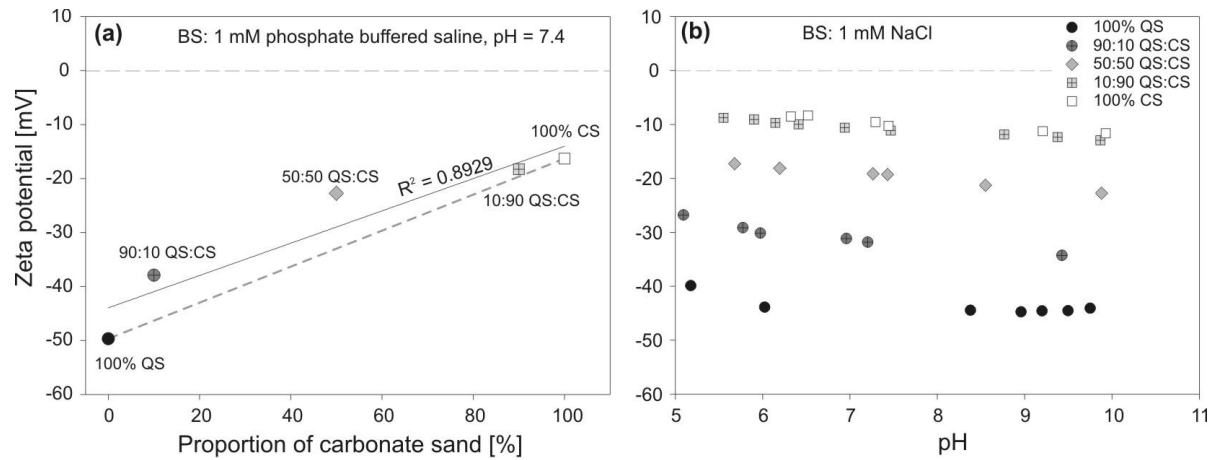 (a)
BS: 1 mM phosphate buffered saline, pH = 7.4
Zeta potential [mV]
10
0
-10
-20
-30
-40
-50
-60
100% CS
R² = 0.8929
50:50 QS:CS
10:90 QS:CS
90:10 QS:CS
100% QS
0 20 40 60 80 100
Proportion of carbonate sand [%]
(b)
BS: 1 mM NaCl
100% QS
90:10 QS:CS
50:50 QS:CS
10:90 QS:CS
100% CS
10
0
-10
-20
-30
-40
-50
-60
5 6 7 8 9 10 11
pH